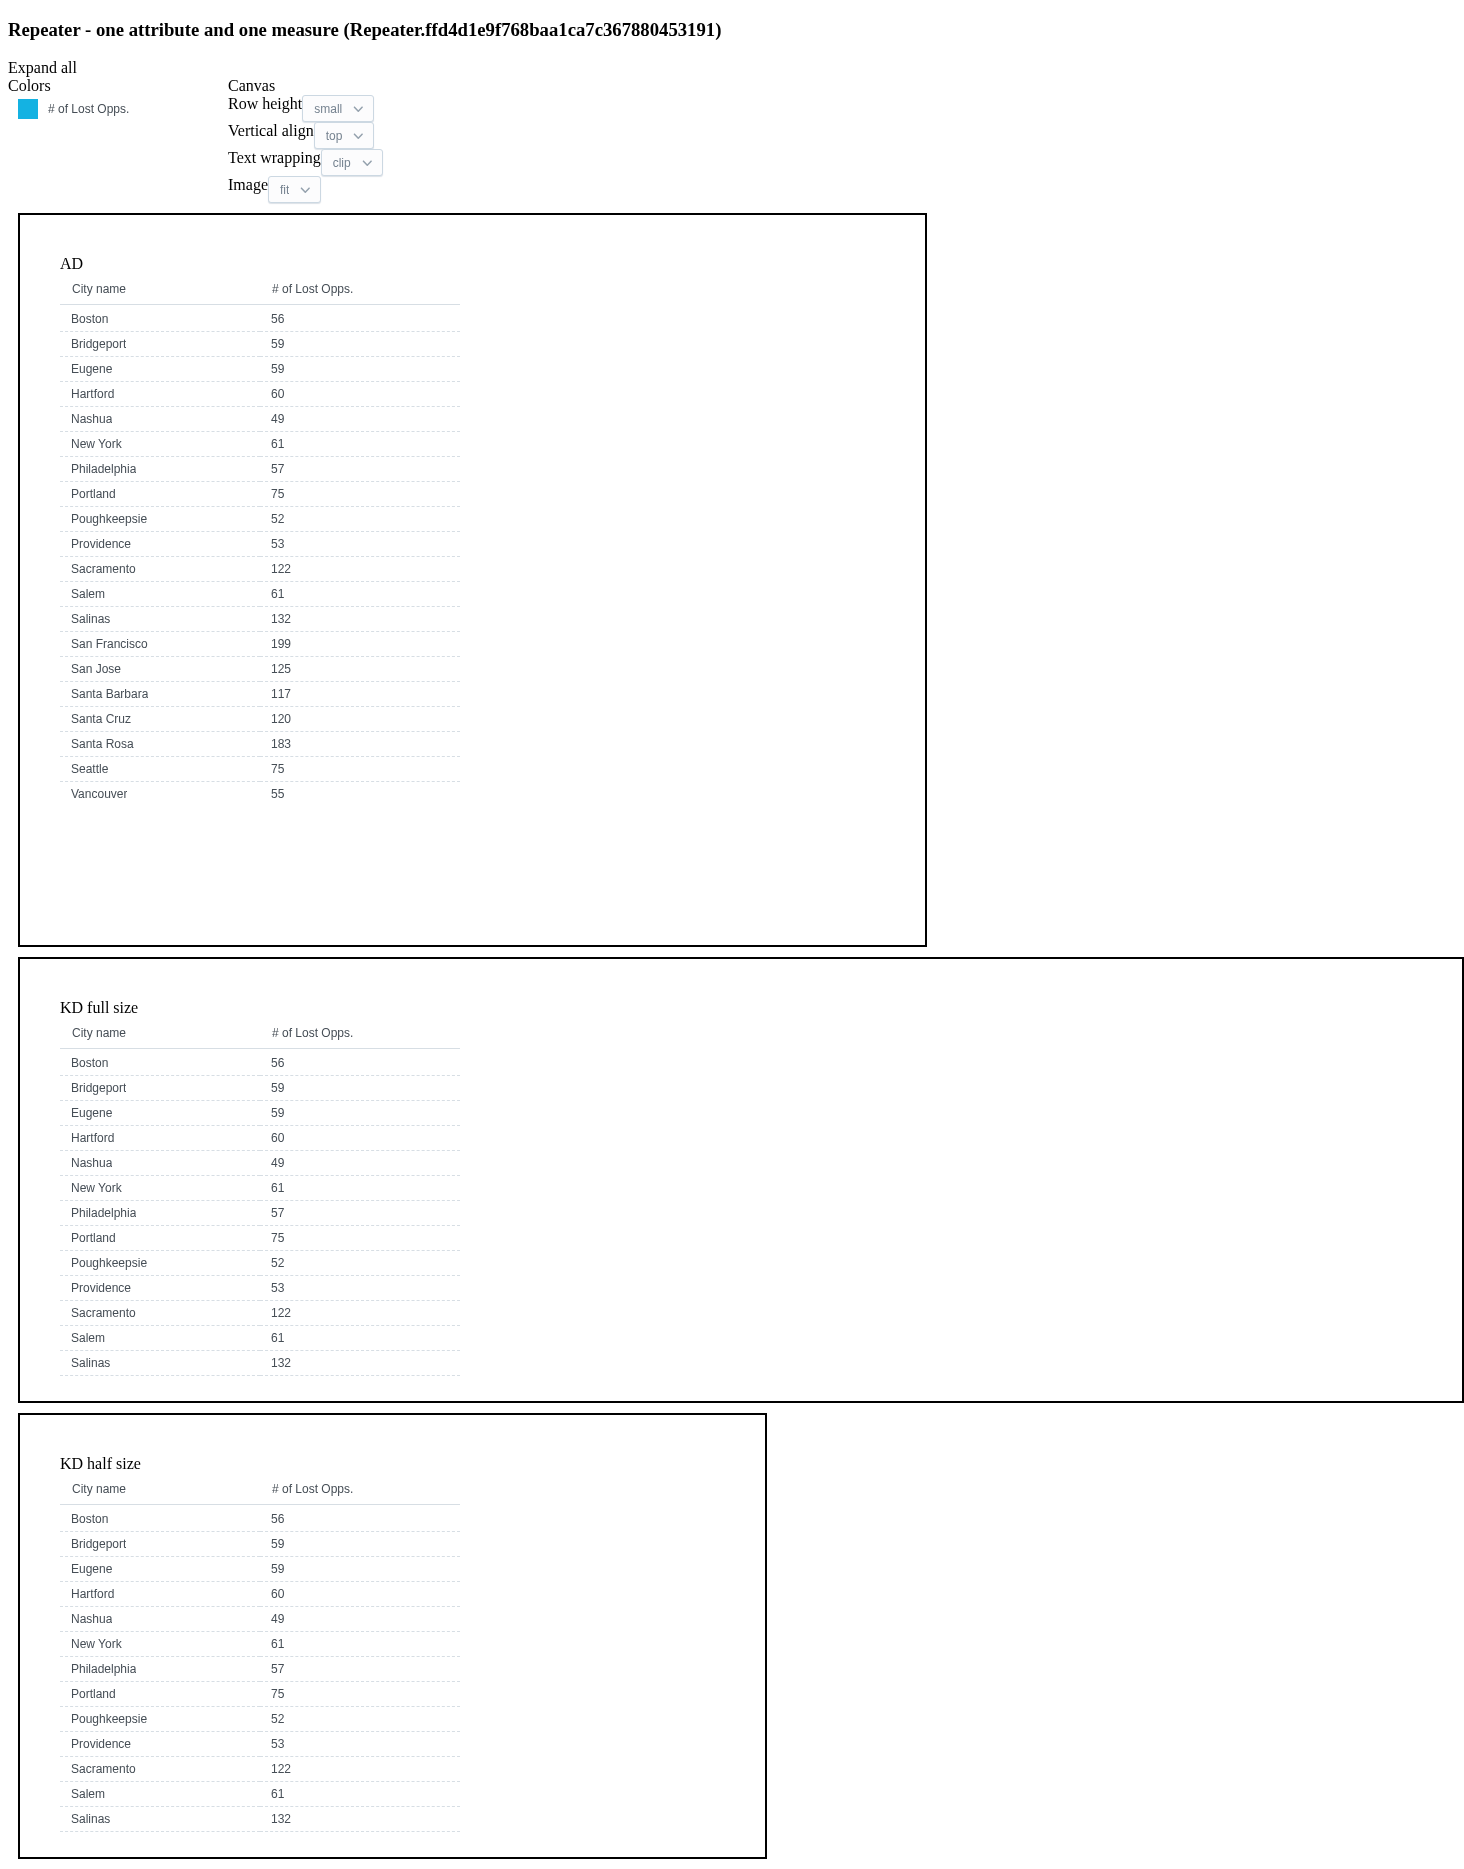 Repeater - one attribute and one measure (Repeater.ffd4d1e9f768baa1ca7c367880453191)
Expand all
Colors
# of Lost Opps.
Canvas
Row height small
Vertical align top
Text wrapping clip
Image fit
AD
City name # of Lost Opps.
Boston 56
Bridgeport 59
Eugene 59
Hartford 60
Nashua 49
New York 61
Philadelphia 57
Portland 75
Poughkeepsie 52
Providence 53
Sacramento 122
Salem 61
Salinas 132
San Francisco 199
San Jose 125
Santa Barbara 117
Santa Cruz 120
Santa Rosa 183
Seattle 75
Vancouver 55
KD full size
City name # of Lost Opps.
Boston 56
Bridgeport 59
Eugene 59
Hartford 60
Nashua 49
New York 61
Philadelphia 57
Portland 75
Poughkeepsie 52
Providence 53
Sacramento 122
Salem 61
Salinas 132
KD half size
City name # of Lost Opps.
Boston 56
Bridgeport 59
Eugene 59
Hartford 60
Nashua 49
New York 61
Philadelphia 57
Portland 75
Poughkeepsie 52
Providence 53
Sacramento 122
Salem 61
Salinas 132